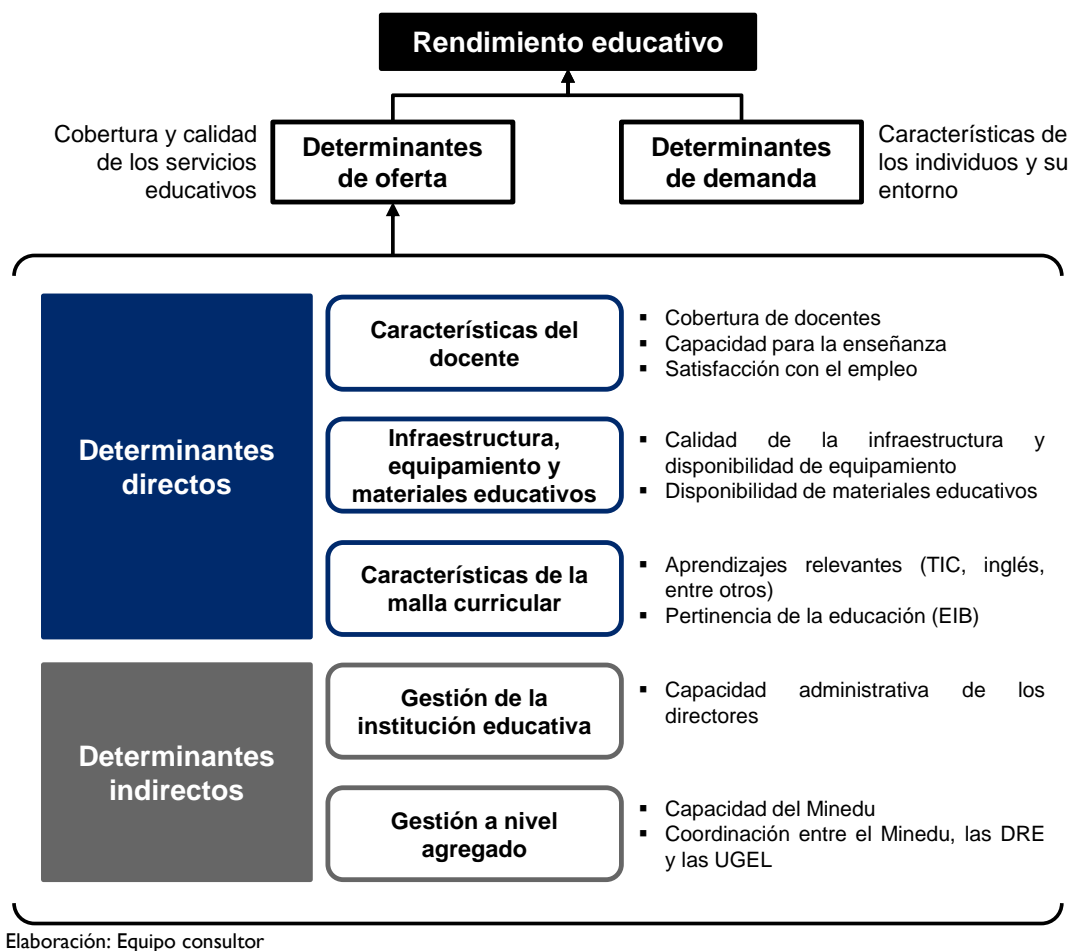 Rendimiento educativo
Cobertura y calidad
de los servicios
educativos
Determinantes
de oferta
Determinantes
de demanda
Características de
los individuos y su
entorno
Determinantes
directos
Características del
docente
▪ Cobertura de docentes
▪ Capacidad para la enseñanza
▪ Satisfacción con el empleo
Infraestructura,
equipamiento y
materiales educativos
▪ Calidad de la infraestructura y
disponibilidad de equipamiento
▪ Disponibilidad de materiales educativos
Características de la
malla curricular
▪ Aprendizajes relevantes (TIC, inglés,
entre otros)
▪ Pertinencia de la educación (EIB)
Determinantes
indirectos
Gestión de la
institución educativa
▪ Capacidad administrativa de los
directores
Gestión a nivel
agregado
▪ Capacidad del Minedu
▪ Coordinación entre el Minedu, las DRE
y las UGEL
Elaboración: Equipo consultor